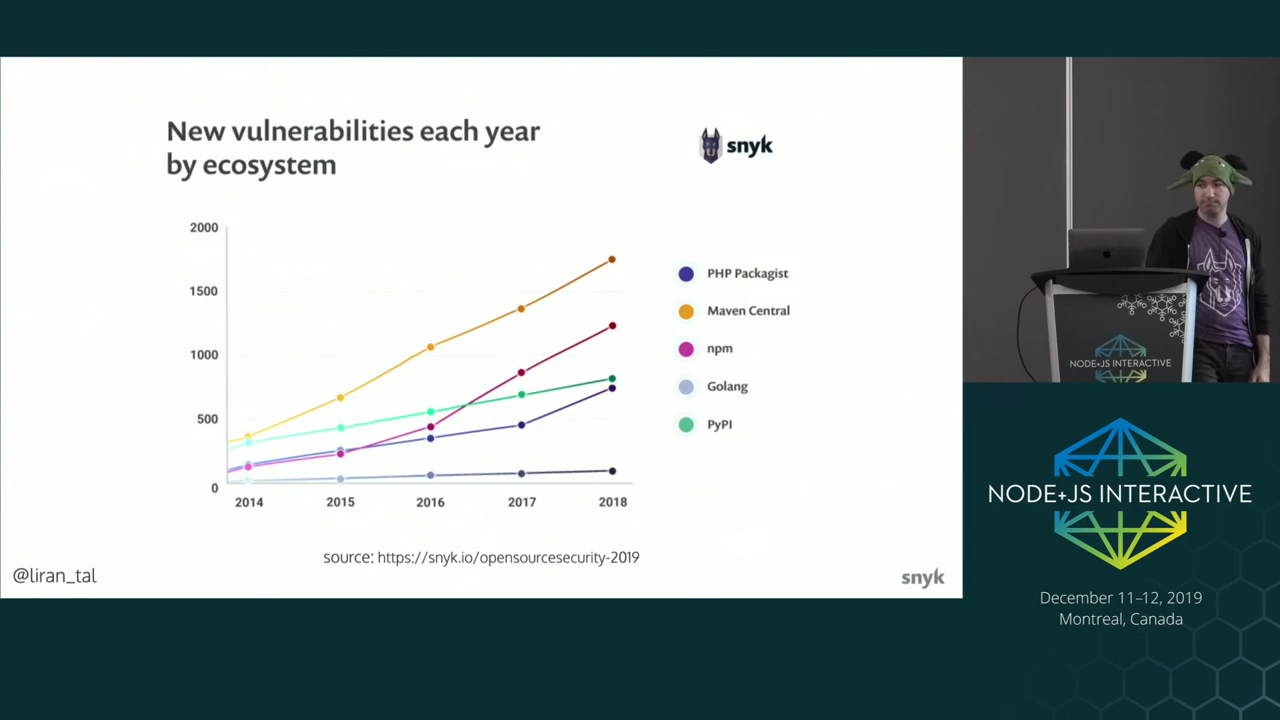 New vulnerabilities each year
by ecosystem
snyk
2000
1500
1000
500
0
2014 2015 2016 2017 2018
PHP Packagist
Maven Central
npm
Golang
PyPI
source: https://snyk.io/opensourcesecurity-2019
@liran_tal
snyk
NODE+JS INTERACTIVE
NODE+JS INTERACTIVE
December 11–12, 2019
Montreal, Canada